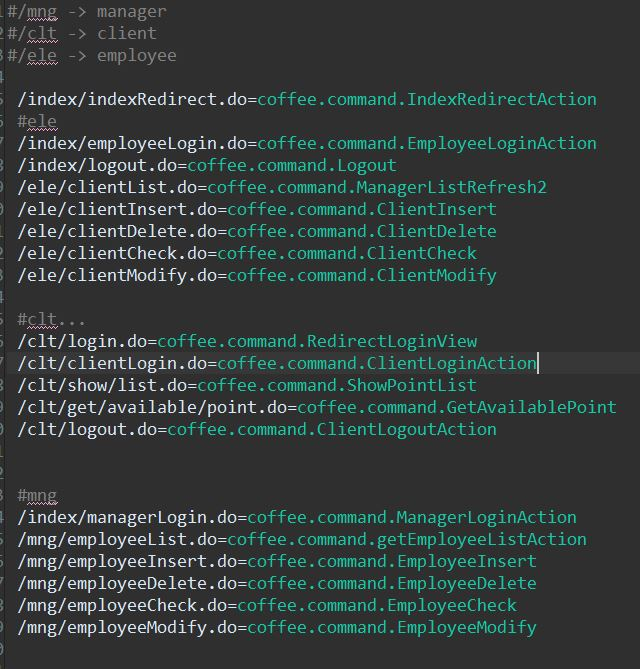 #/mng -> manager
#/clt -> client
#/ele -> employee
/index/indexRedirect.do=coffee.command.IndexRedirectAction
#ele
/index/employeeLogin.do=coffee.command.EmployeeLoginAction
/index/logout.do=coffee.command.Logout
/ele/clientList.do=coffee.command.ManagerListRefresh2
/ele/clientInsert.do=coffee.command.ClientInsert
/ele/clientDelete.do=coffee.command.ClientDelete
/ele/clientCheck.do=coffee.command.ClientCheck
/ele/clientModify.do=coffee.command.ClientModify
#clt...
/clt/login.do=coffee.command.RedirectLoginView
/clt/clientLogin.do=coffee.command.ClientLoginAction
/clt/show/list.do=coffee.command.ShowPointList
/clt/get/available/point.do=coffee.command.GetAvailablePoint
/clt/logout.do=coffee.command.ClientLogoutAction
#mng
/index/managerLogin.do=coffee.command.ManagerLoginAction
/mng/employeeList.do=coffee.command.getEmployeeListAction
/mng/employeeInsert.do=coffee.command.EmployeeInsert
/mng/employeeDelete.do=coffee.command.EmployeeDelete
/mng/employeeCheck.do=coffee.command.EmployeeCheck
/mng/employeeModify.do=coffee.command.EmployeeModify